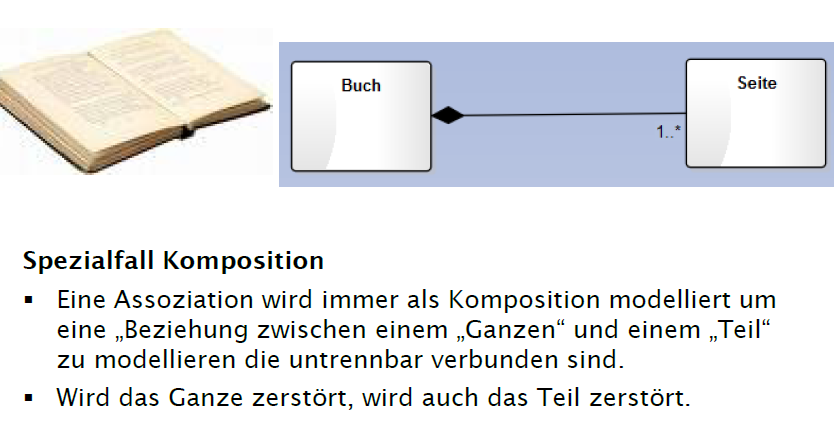 Buch
Seite
1..*
Spezialfall Komposition
▪ Eine Assoziation wird immer als Komposition modelliert um
eine „Beziehung zwischen einem „Ganzen“ und einem „Teil“
zu modellieren die untrennbar verbunden sind.
▪ Wird das Ganze zerstört, wird auch das Teil zerstört.